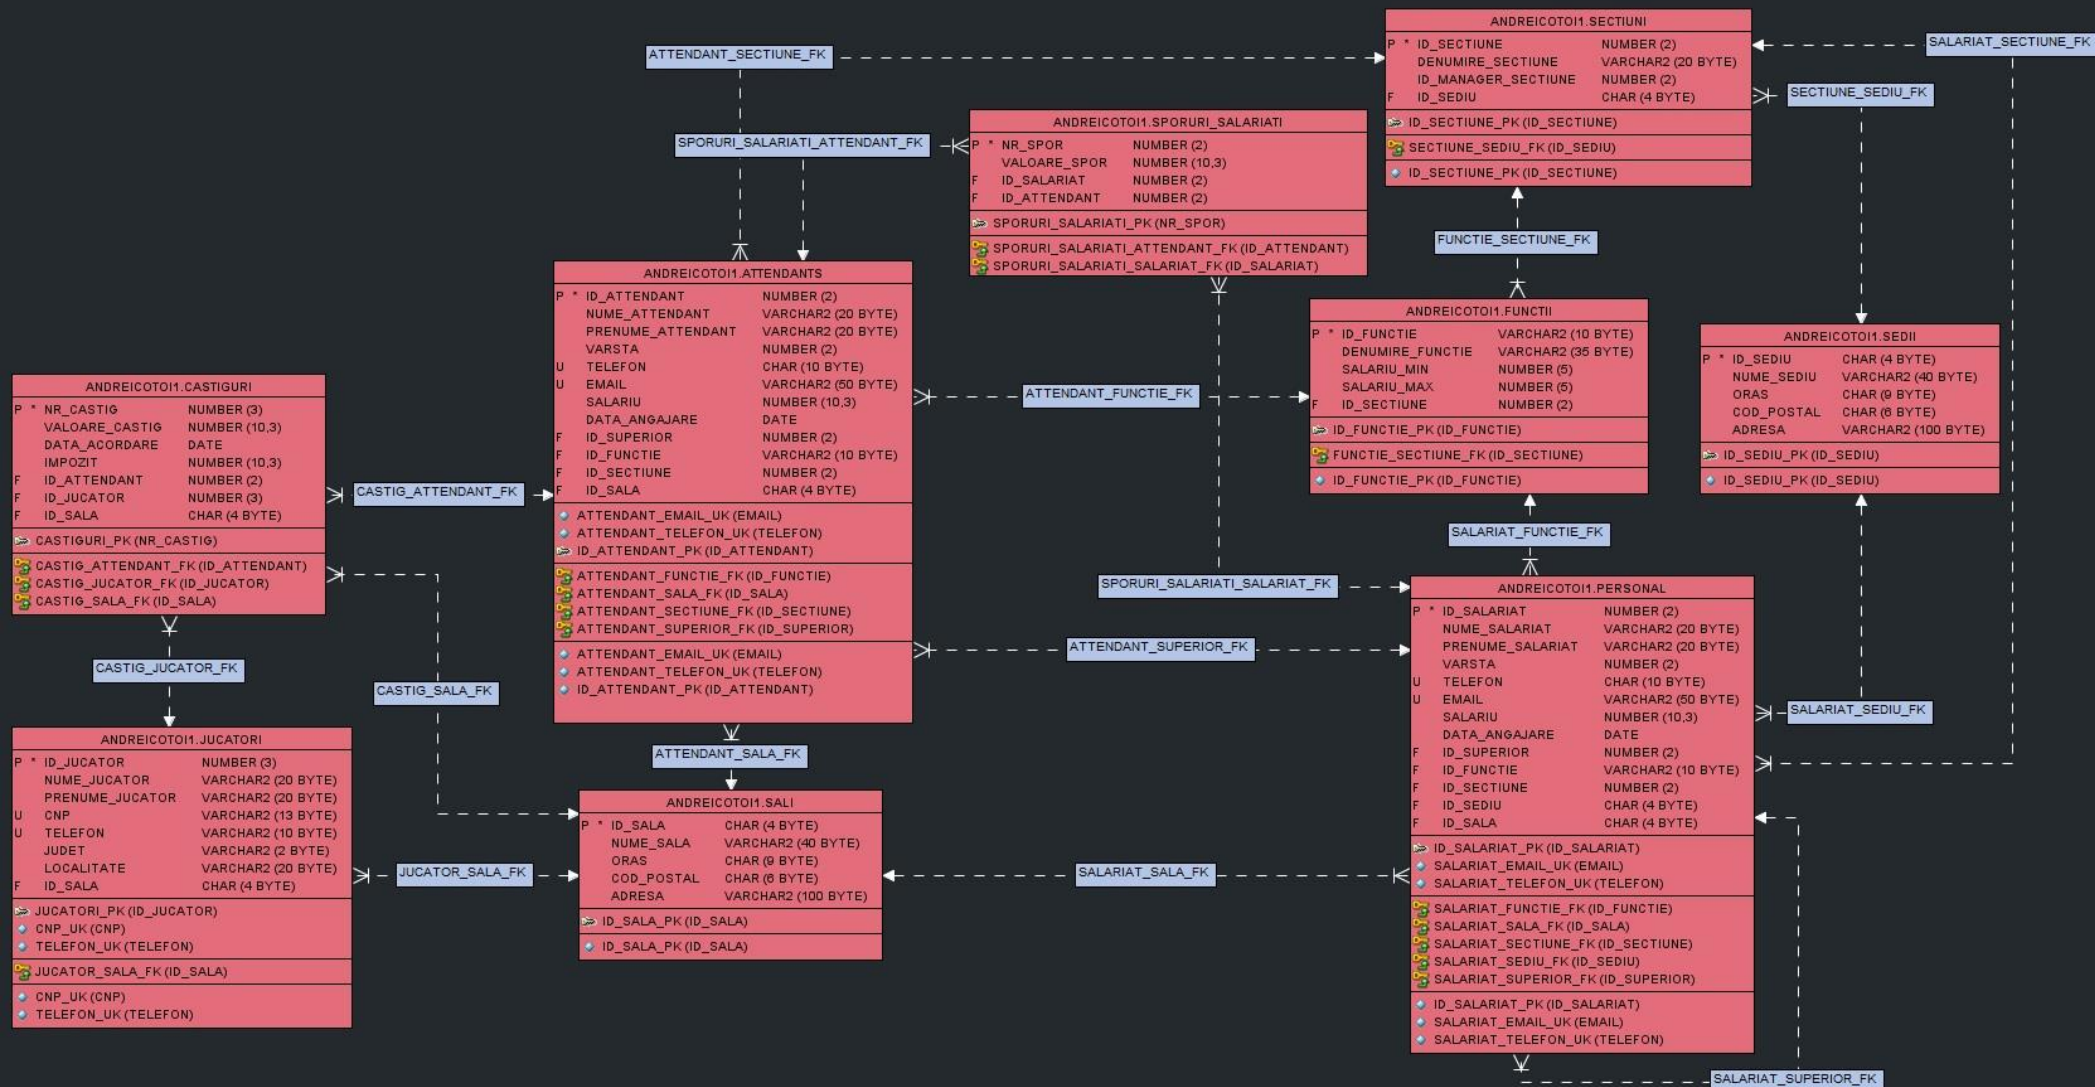 ANDREICOTOI1.SECTIUNI
P * ID_SECTIUNE NUMBER (2)
DENUMIRE_SECTIUNE VARCHAR2 (20 BYTE)
ID_MANAGER_SECTIUNE NUMBER (2)
F ID_SEDIU CHAR (4 BYTE)
ID_SECTIUNE_PK (ID_SECTIUNE)
SECTIUNE_SEDIU_FK (ID_SEDIU)
ID_SECTIUNE_PK (ID_SECTIUNE)
SALARIAT_SECTIUNE_FK
ATTENDANT_SECTIUNE_FK
SECTIUNE_SEDIU_FK
SPORURI_SALARIATI_ATTENDANT_FK
ANDREICOTOI1.SPORURI_SALARIATI
P * NR_SPOR NUMBER (2)
VALOARE_SPOR NUMBER (10,3)
F ID_SALARIAT NUMBER (2)
F ID_ATTENDANT NUMBER (2)
SPORURI_SALARIATI_PK (NR_SPOR)
SPORURI_SALARIATI_ATTENDANT_FK (ID_ATTENDANT)
SPORURI_SALARIATI_SALARIAT_FK (ID_SALARIAT)
FUNCTIE_SECTIUNE_FK
ANDREICOTOI1.ATTENDANTS
P * ID_ATTENDANT NUMBER (2)
NUME_ATTENDANT VARCHAR2 (20 BYTE)
PRENUME_ATTENDANT VARCHAR2 (20 BYTE)
VARSTA NUMBER (2)
U TELEFON CHAR (10 BYTE)
U EMAIL VARCHAR2 (50 BYTE)
SALARIU NUMBER (10,3)
DATA_ANGAJARE DATE
F ID_SUPERIOR NUMBER (2)
F ID_FUNCTIE VARCHAR2 (10 BYTE)
F ID_SECTIUNE NUMBER (2)
F ID_SALA CHAR (4 BYTE)
ATTENDANT_EMAIL_UK (EMAIL)
ATTENDANT_TELEFON_UK (TELEFON)
ID_ATTENDANT_PK (ID_ATTENDANT)
ATTENDANT_FUNCTIE_FK (ID_FUNCTIE)
ATTENDANT_SALA_FK (ID_SALA)
ATTENDANT_SECTIUNE_FK (ID_SECTIUNE)
ATTENDANT_SUPERIOR_FK (ID_SUPERIOR)
ATTENDANT_EMAIL_UK (EMAIL)
ATTENDANT_TELEFON_UK (TELEFON)
ID_ATTENDANT_PK (ID_ATTENDANT)
ANDREICOTOI1.FUNCTII
P * ID_FUNCTIE VARCHAR2 (10 BYTE)
DENUMIRE_FUNCTIE VARCHAR2 (35 BYTE)
SALARIU_MIN NUMBER (5)
SALARIU_MAX NUMBER (5)
F ID_SECTIUNE NUMBER (2)
ID_FUNCTIE_PK (ID_FUNCTIE)
FUNCTIE_SECTIUNE_FK (ID_SECTIUNE)
ID_FUNCTIE_PK (ID_FUNCTIE)
ANDREICOTOI1.SEDII
P * ID_SEDIU CHAR (4 BYTE)
NUME_SEDIU VARCHAR2 (40 BYTE)
ORAS CHAR (9 BYTE)
COD_POSTAL CHAR (6 BYTE)
ADRESA VARCHAR2 (100 BYTE)
ID_SEDIU_PK (ID_SEDIU)
ID_SEDIU_PK (ID_SEDIU)
ANDREICOTOI1.CASTIGURI
P * NR_CASTIG NUMBER (3)
VALOARE_CASTIG NUMBER (10,3)
DATA_ACORDARE DATE
IMPOZIT NUMBER (10,3)
F ID_ATTENDANT NUMBER (2)
F ID_JUCATOR NUMBER (3)
F ID_SALA CHAR (4 BYTE)
CASTIGURI_PK (NR_CASTIG)
CASTIG_ATTENDANT_FK (ID_ATTENDANT)
CASTIG_JUCATOR_FK (ID_JUCATOR)
CASTIG_SALA_FK (ID_SALA)
ATTENDANT_FUNCTIE_FK
CASTIG_ATTENDANT_FK
SALARIAT_FUNCTIE_FK
SPORURI_SALARIATI_SALARIAT_FK
ANDREICOTOI1.PERSONAL
P * ID_SALARIAT NUMBER (2)
NUME_SALARIAT VARCHAR2 (20 BYTE)
PRENUME_SALARIAT VARCHAR2 (20 BYTE)
VARSTA NUMBER (2)
U TELEFON CHAR (10 BYTE)
U EMAIL VARCHAR2 (50 BYTE)
SALARIU NUMBER (10,3)
DATA_ANGAJARE DATE
F ID_SUPERIOR NUMBER (2)
F ID_FUNCTIE VARCHAR2 (10 BYTE)
F ID_SECTIUNE NUMBER (2)
F ID_SEDIU CHAR (4 BYTE)
F ID_SALA CHAR (4 BYTE)
ID_SALARIAT_PK (ID_SALARIAT)
SALARIAT_EMAIL_UK (EMAIL)
SALARIAT_TELEFON_UK (TELEFON)
SALARIAT_FUNCTIE_FK (ID_FUNCTIE)
SALARIAT_SALA_FK (ID_SALA)
SALARIAT_SECTIUNE_FK (ID_SECTIUNE)
SALARIAT_SEDIU_FK (ID_SEDIU)
SALARIAT_SUPERIOR_FK (ID_SUPERIOR)
ID_SALARIAT_PK (ID_SALARIAT)
SALARIAT_EMAIL_UK (EMAIL)
SALARIAT_TELEFON_UK (TELEFON)
ATTENDANT_SUPERIOR_FK
CASTIG_JUCATOR_FK
CASTIG_SALA_FK
SALARIAT_SEDIU_FK
ATTENDANT_SALA_FK
ANDREICOTOI1.JUCATORI
P * ID_JUCATOR NUMBER (3)
NUME_JUCATOR VARCHAR2 (20 BYTE)
PRENUME_JUCATOR VARCHAR2 (20 BYTE)
U CNP VARCHAR2 (13 BYTE)
U TELEFON VARCHAR2 (10 BYTE)
JUDET VARCHAR2 (2 BYTE)
LOCALITATE VARCHAR2 (20 BYTE)
F ID_SALA CHAR (4 BYTE)
JUCATORI_PK (ID_JUCATOR)
CNP_UK (CNP)
TELEFON_UK (TELEFON)
JUCATOR_SALA_FK (ID_SALA)
CNP_UK (CNP)
TELEFON_UK (TELEFON)
ANDREICOTOI1.SALI
P * ID_SALA CHAR (4 BYTE)
NUME_SALA VARCHAR2 (40 BYTE)
ORAS CHAR (9 BYTE)
COD_POSTAL CHAR (6 BYTE)
ADRESA VARCHAR2 (100 BYTE)
ID_SALA_PK (ID_SALA)
ID_SALA_PK (ID_SALA)
JUCATOR_SALA_FK
SALARIAT_SALA_FK
SALARIAT_SUPERIOR_FK